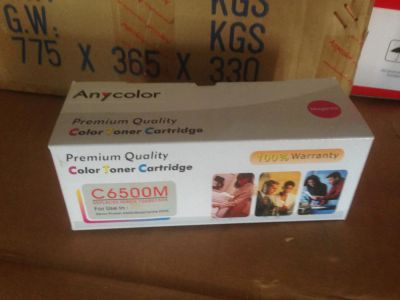 G.W.:
KGS
KGS
775 X 365 X 330
Anycolor
Magenta
Premium Quality
Color Toner Cartridge
Premium Quality
Color Toner Cartridge
100% Warranty
C6500M
For Use In :